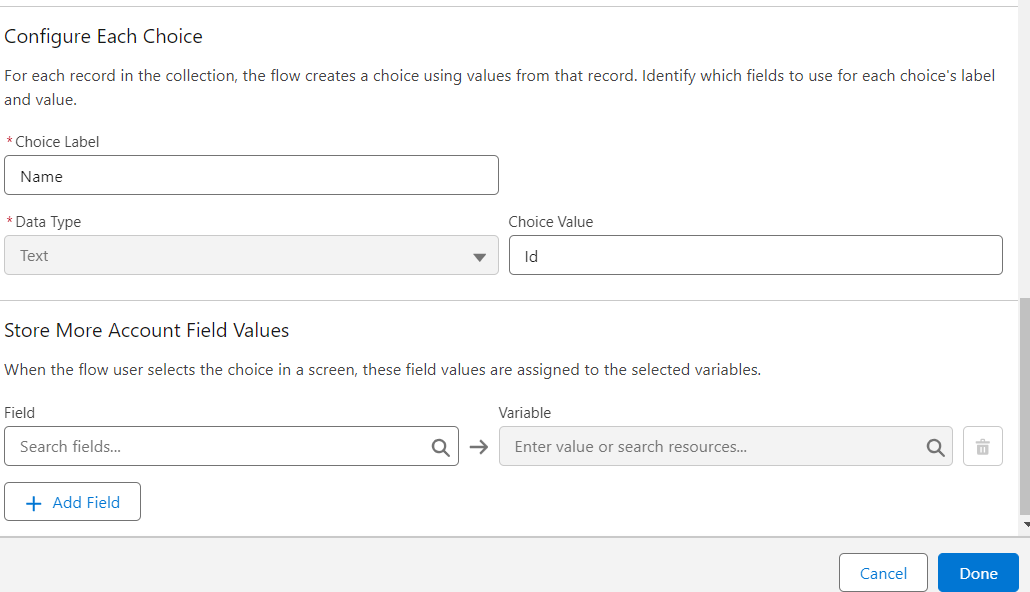 Configure Each Choice
For each record in the collection, the flow creates a choice using values from that record. Identify which fields to use for each choice's label
and value.
* Choice Label
Name
* Data Type
Choice Value
Text
Id
Store More Account Field Values
When the flow user selects the choice in a screen, these field values are assigned to the selected variables.
Field
Variable
Search fields...
Enter value or search resources...
Add Field
Cancel
Done